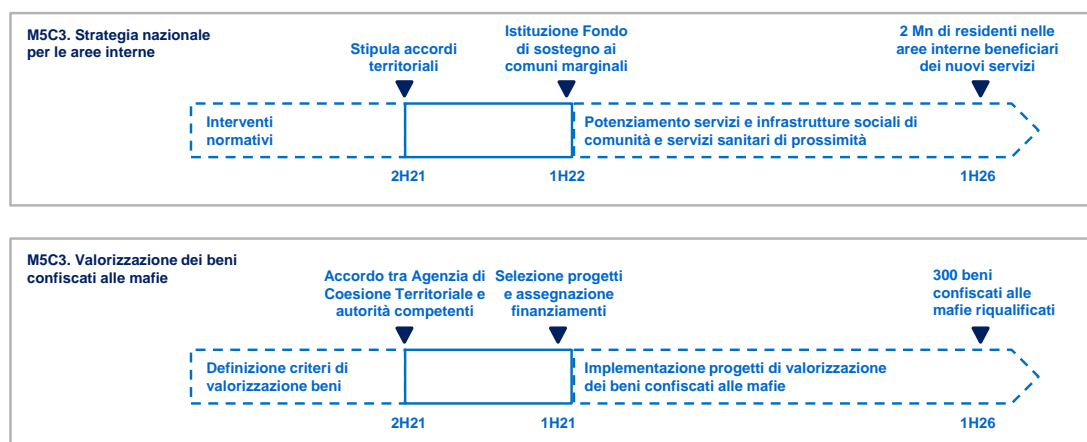 M5C3. Strategia nazionale
per le aree interne
Stipula accordi
territoriali
Istituzione Fondo
di sostegno ai
comuni marginali
2 Mn di residenti nelle
aree interne beneficiari
dei nuovi servizi
Interventi
normativi
Potenziamento servizi e infrastrutture sociali di
comunità e servizi sanitari di prossimità
2H21
1H22
1H26
M5C3. Valorizzazione dei beni
confiscati alle mafie
Accordo tra Agenzia di
Coesione Territoriale e
autorità competenti
Selezione progetti
e assegnazione
finanziamenti
300 beni
confiscati alle
mafie riqualificati
Definizione criteri di
valorizzazione beni
Implementazione progetti di valorizzazione
dei beni confiscati alle mafie
2H21
1H21
1H26